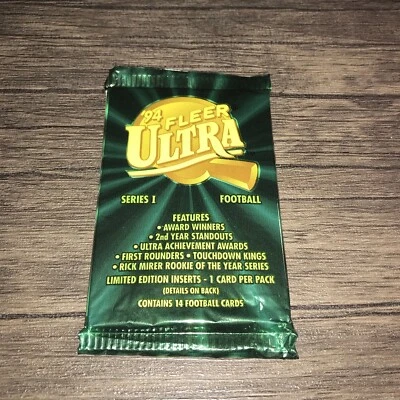 '94 FLEER
ULTRA
SERIES I FOOTBALL
FEATURES
• AWARD WINNERS
• 2nd YEAR STANDOUTS
• ULTRA ACHIEVEMENT AWARDS
• FIRST ROUNDERS • TOUCHDOWN KINGS
• RICK MIRER ROOKIE OF THE YEAR SERIES
LIMITED EDITION INSERTS - 1 CARD PER PACK
(DETAILS ON BACK)
CONTAINS 14 FOOTBALL CARDS